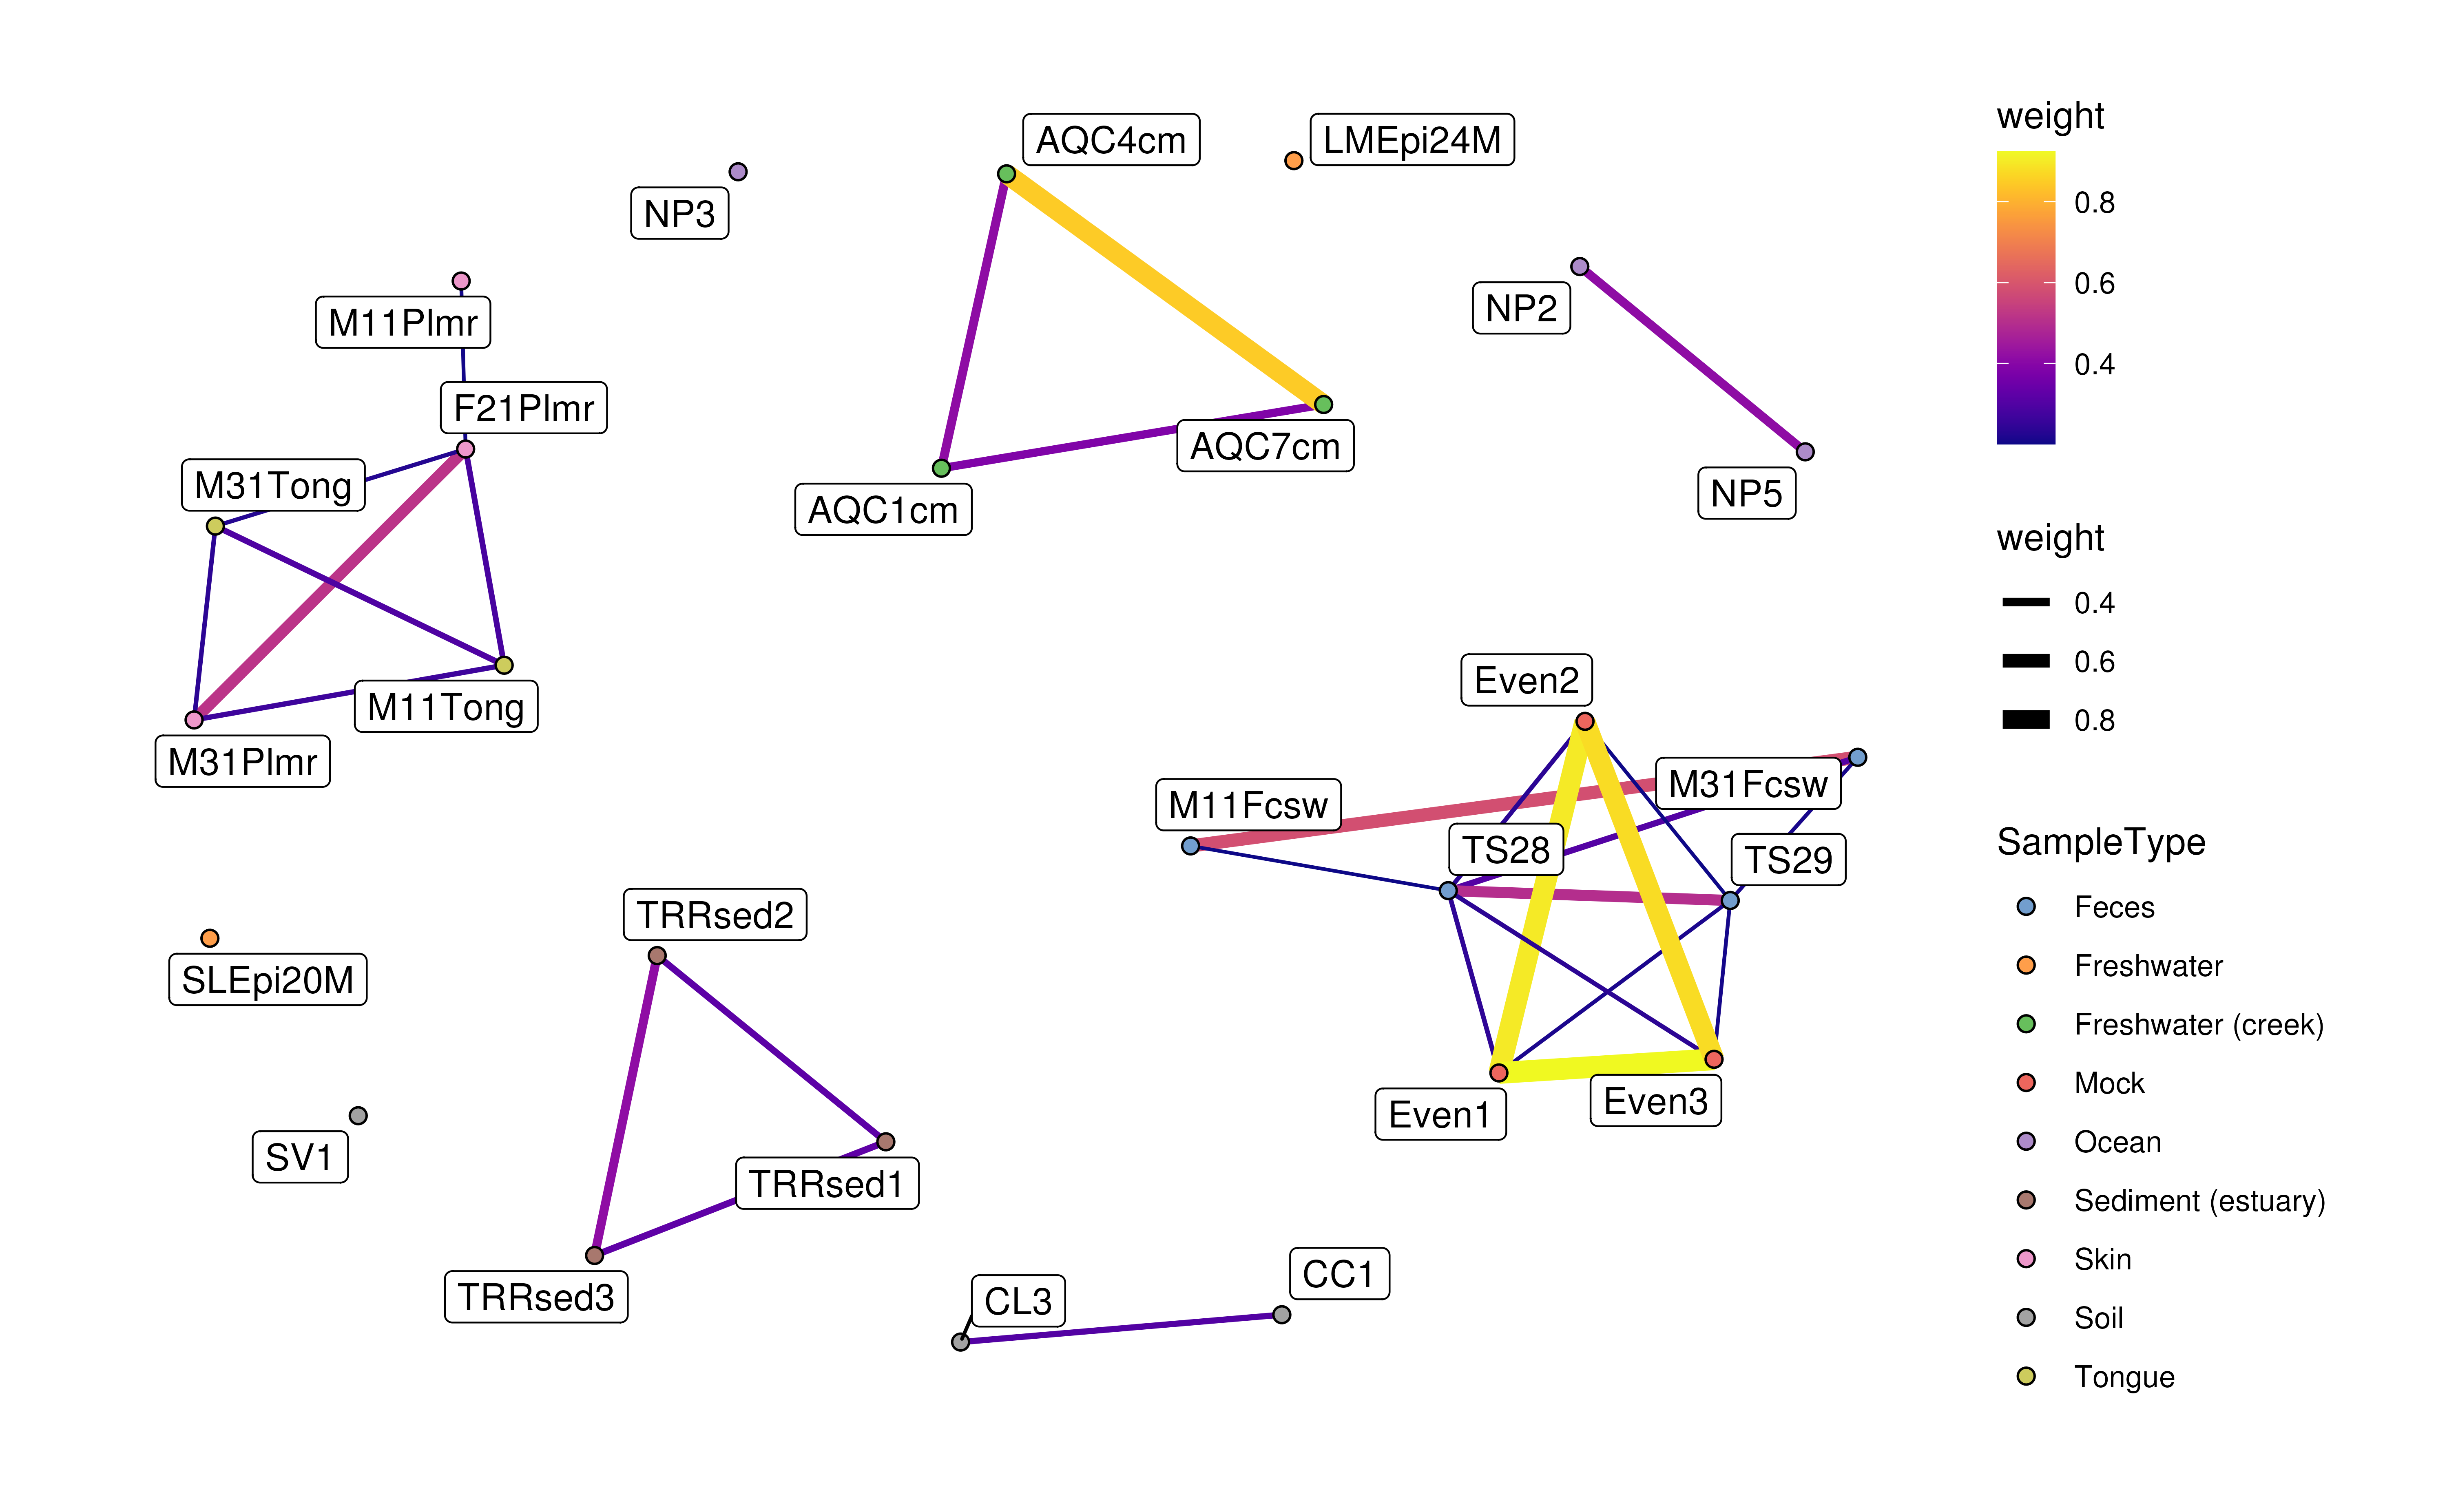 AQC4cm
LMEpi24M
NP3
NP2
M11Plmr
F21Plmr
AQC7cm
M31Tong
NP5
AQC1cm
M11Tong
M31Plmr
Even2
M31Fcsw
M11Fcsw
TS28
TS29
TRRsed2
SLEpi20M
Even3
Even1
SV1
TRRsed1
TRRsed3
CL3
CC1
weight
0.8
0.6
0.4
weight
0.4
0.6
0.8
SampleType
Feces
Freshwater
Freshwater (creek)
Mock
Ocean
Sediment (estuary)
Skin
Soil
Tongue